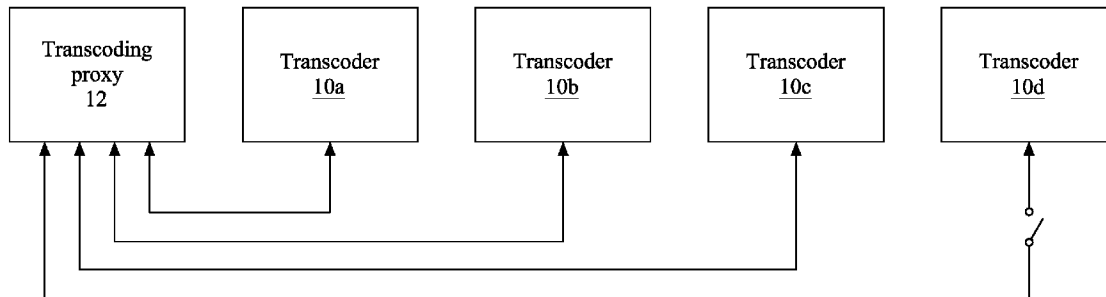 Transcoding
proxy
12
Transcoder
10a
Transcoder
10b
Transcoder
10c
Transcoder
10d